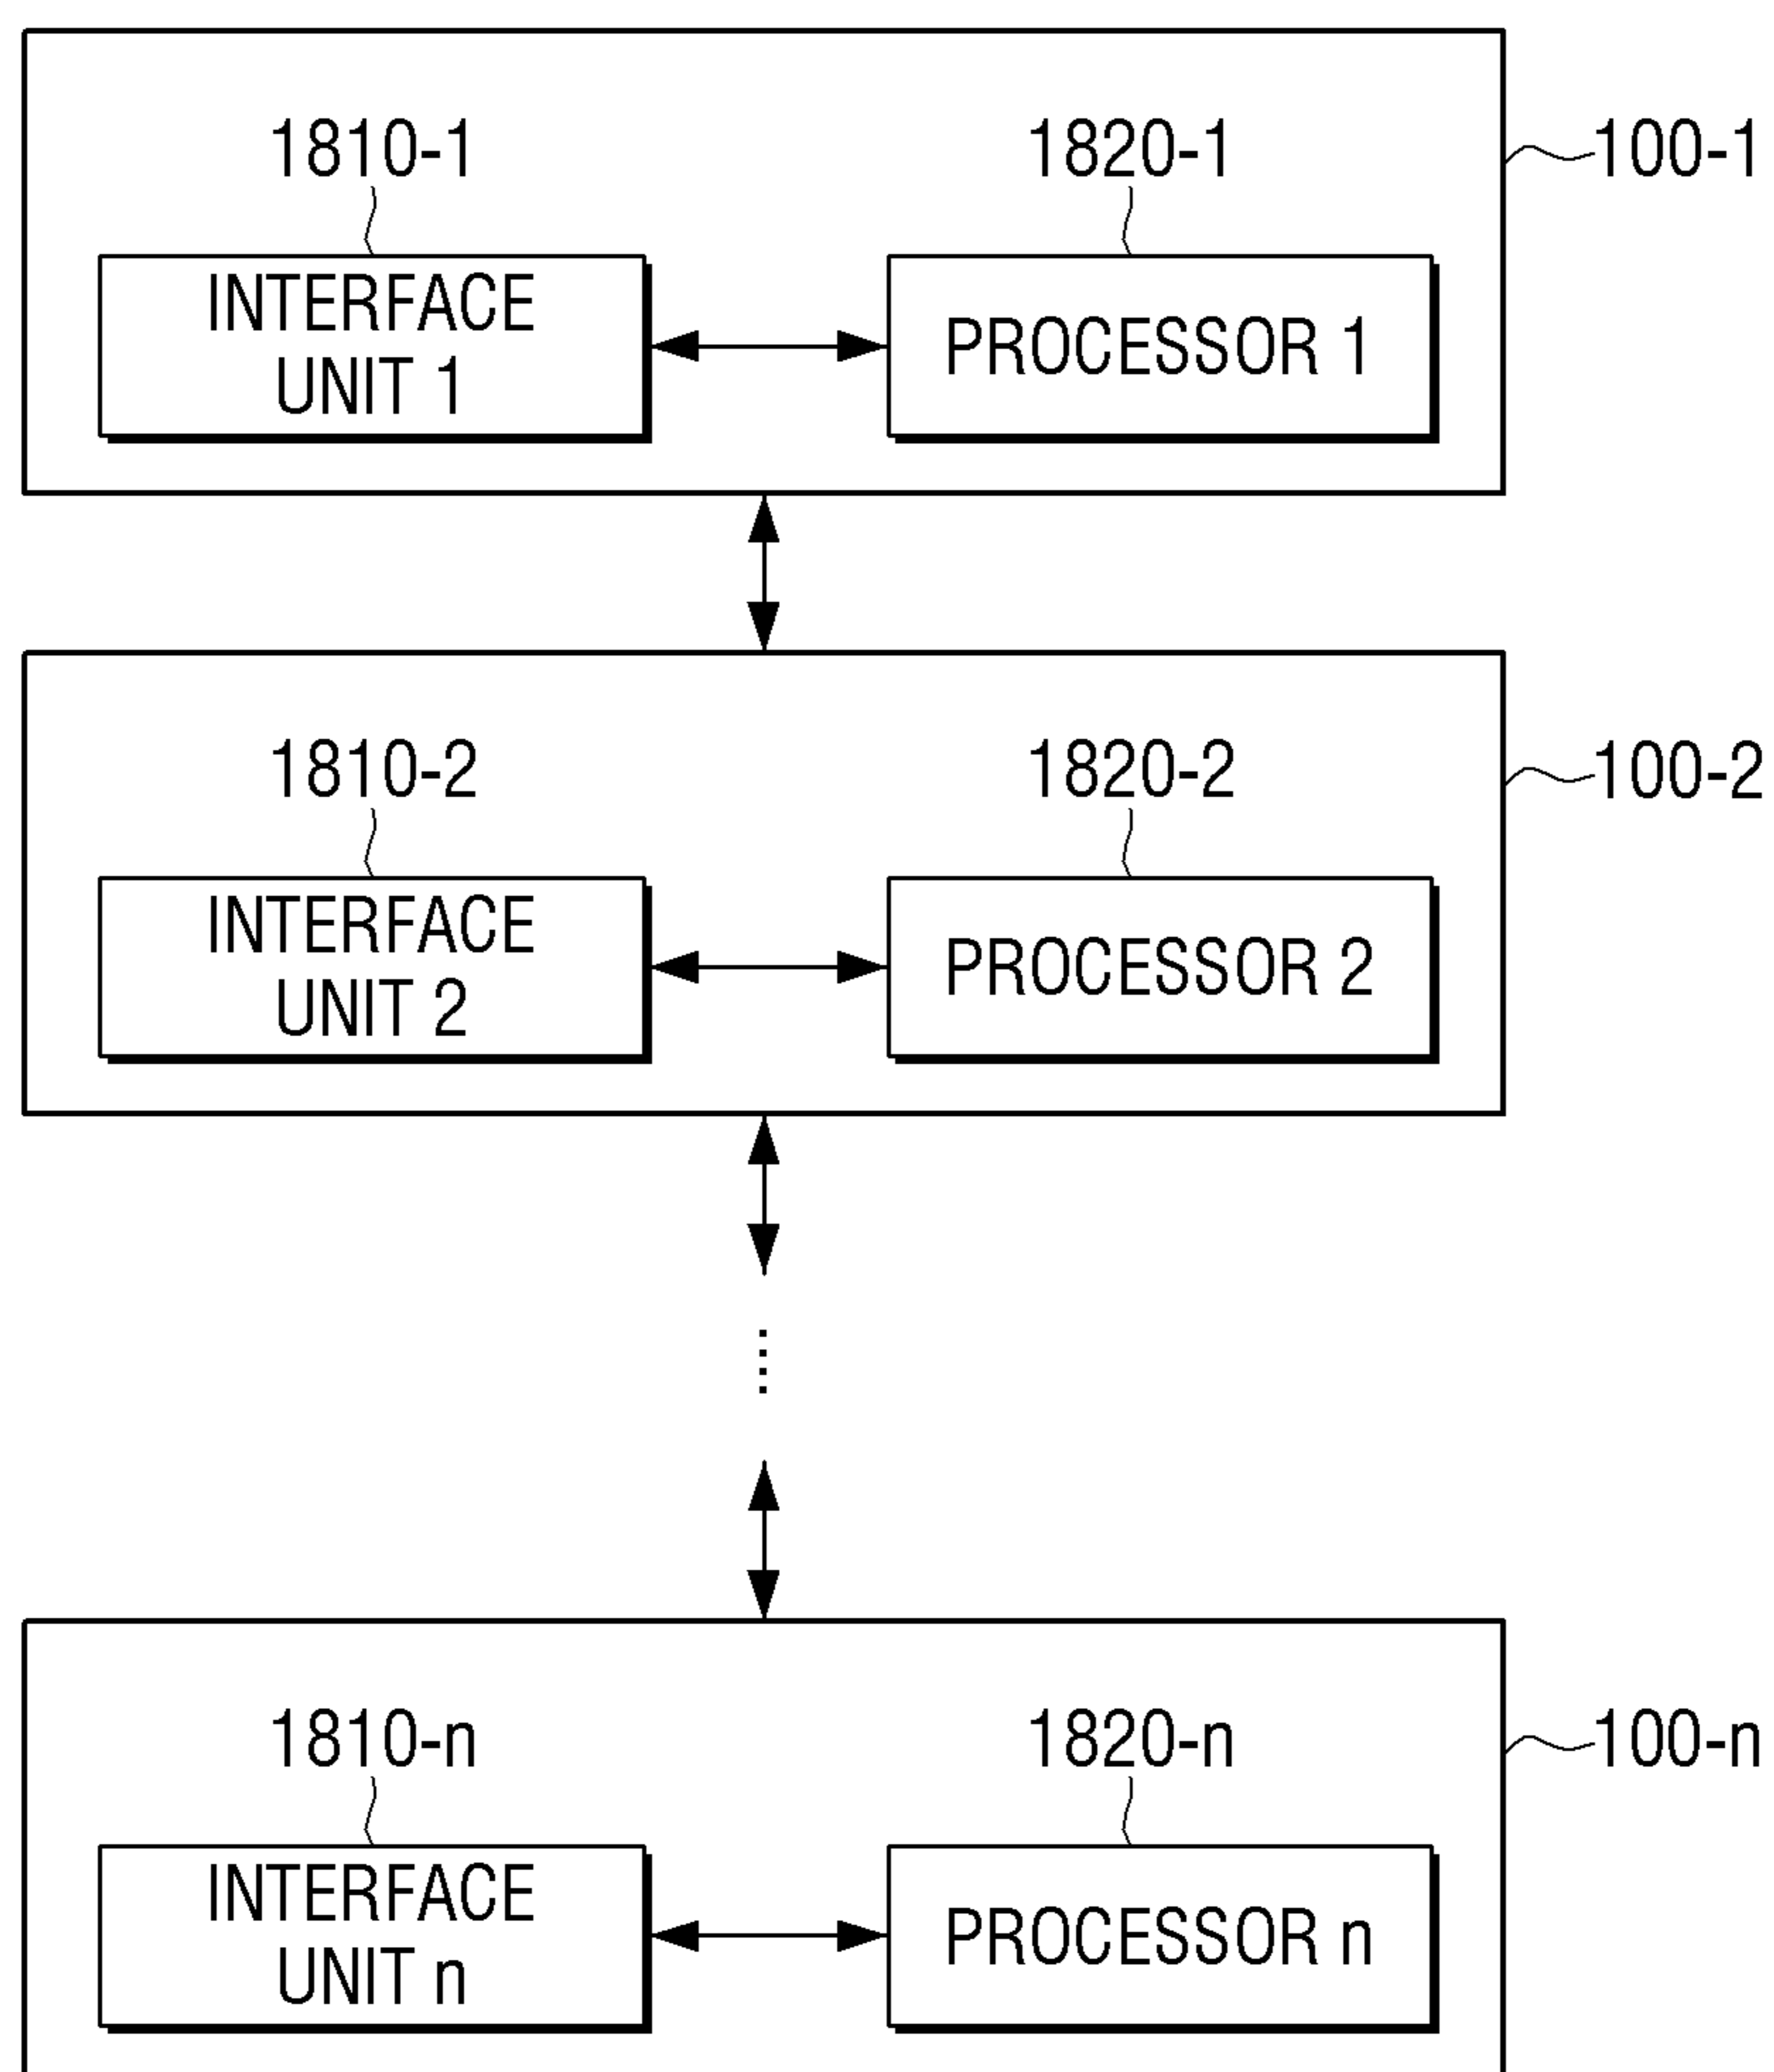 1810-1
1820-1
100-1
INTERFACE
UNIT 1
PROCESSOR 1
1810-2
1820-2
100-2
INTERFACE
UNIT 2
PROCESSOR 2
1810-n
1820-n
100-n
INTERFACE
UNIT n
PROCESSOR n